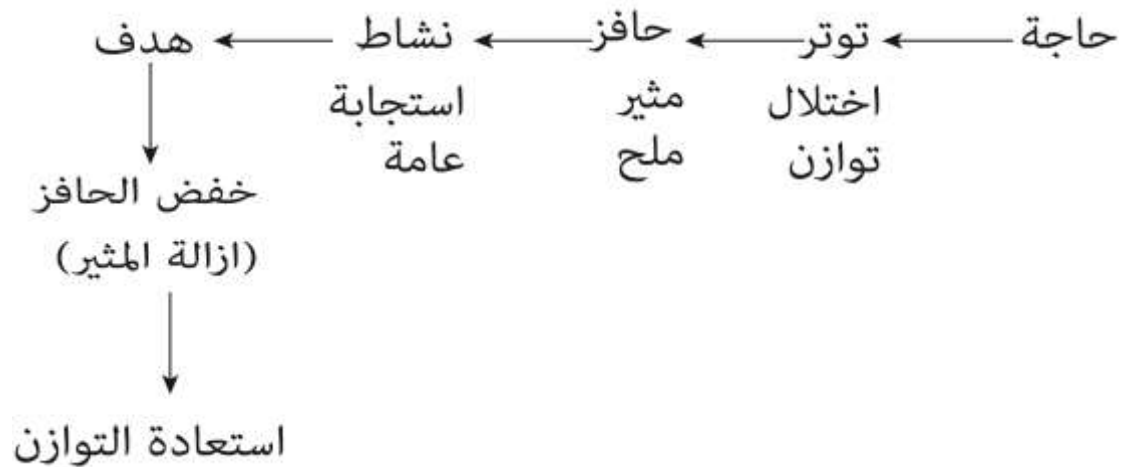 حاجة
توتر
حافز
نشاط
هدف
اختلال
توازن
مثير
ملح
استجابة
عامة
خفض الحافز
(ازالة المثير)
استعادة التوازن